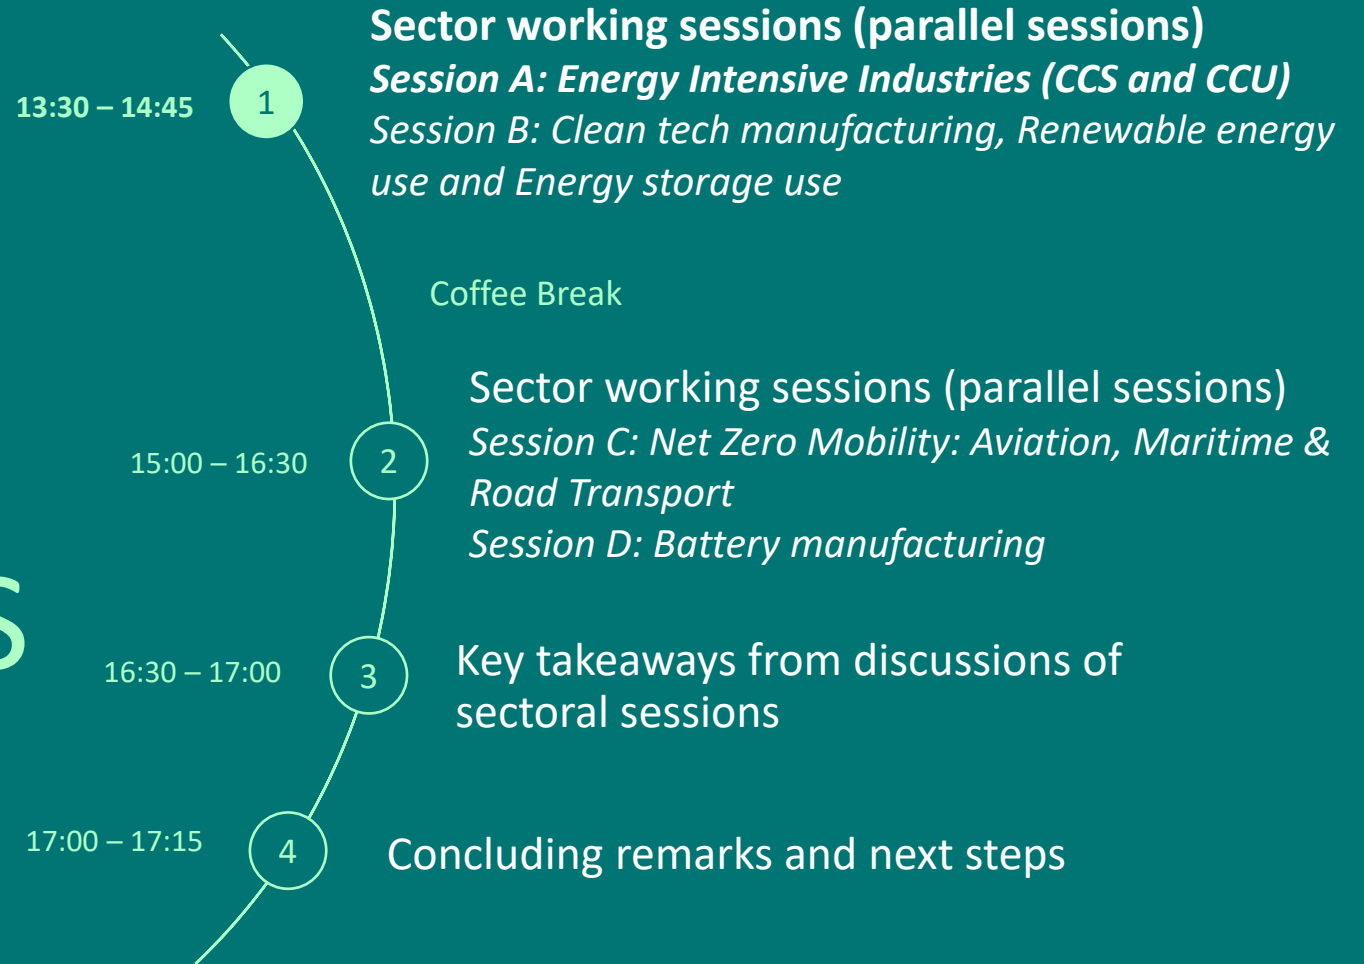 Sector working sessions (parallel sessions)
Session A: Energy Intensive Industries (CCS and CCU)
13:30 – 14:45
1
Session B: Clean tech manufacturing, Renewable energy
use and Energy storage use
Coffee Break
Sector working sessions (parallel sessions)
15:00 – 16:30
2
Session C: Net Zero Mobility: Aviation, Maritime &
Road Transport
Session D: Battery manufacturing
s
16:30 – 17:00
3
Key takeaways from discussions of
sectoral sessions
17:00 – 17:15
4
Concluding remarks and next steps